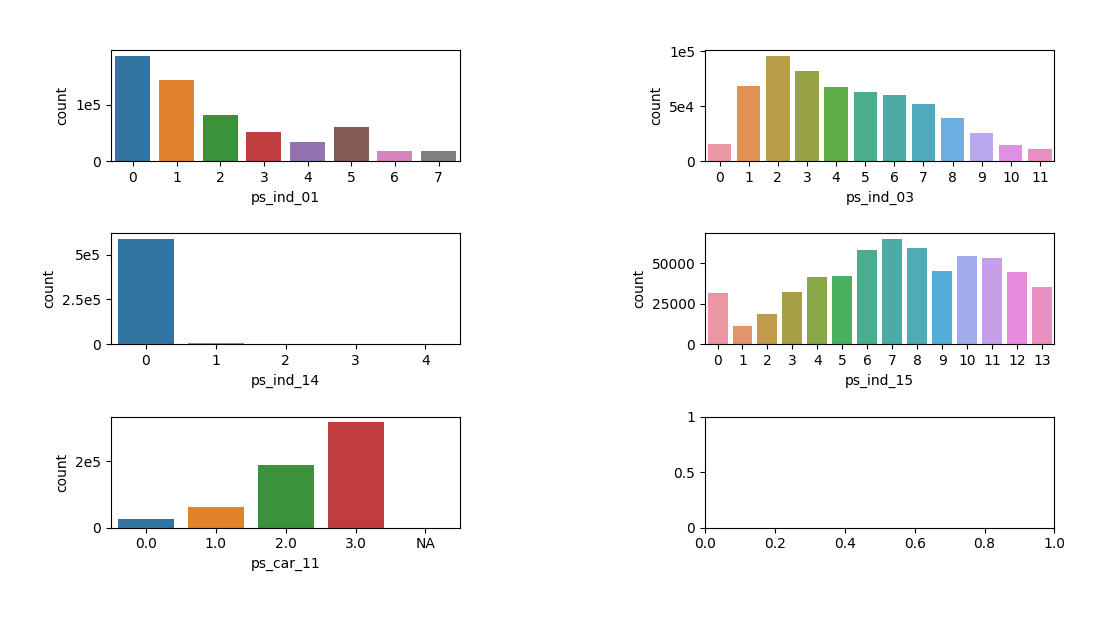 1e5
0
count
0 1 2 3 4 5 6 7
ps_ind_01
1e5
5e4
0
count
0 1 2 3 4 5 6 7 8 9 10 11
ps_ind_03
5e5
2.5e5
0
count
0 1 2 3 4
ps_ind_14
50000
25000
0
count
0 1 2 3 4 5 6 7 8 9 10 11 12 13
ps_ind_15
2e5
0
count
0.0 1.0 2.0 3.0 NA
ps_car_11
1
0.5
0
0.0 0.2 0.4 0.6 0.8 1.0